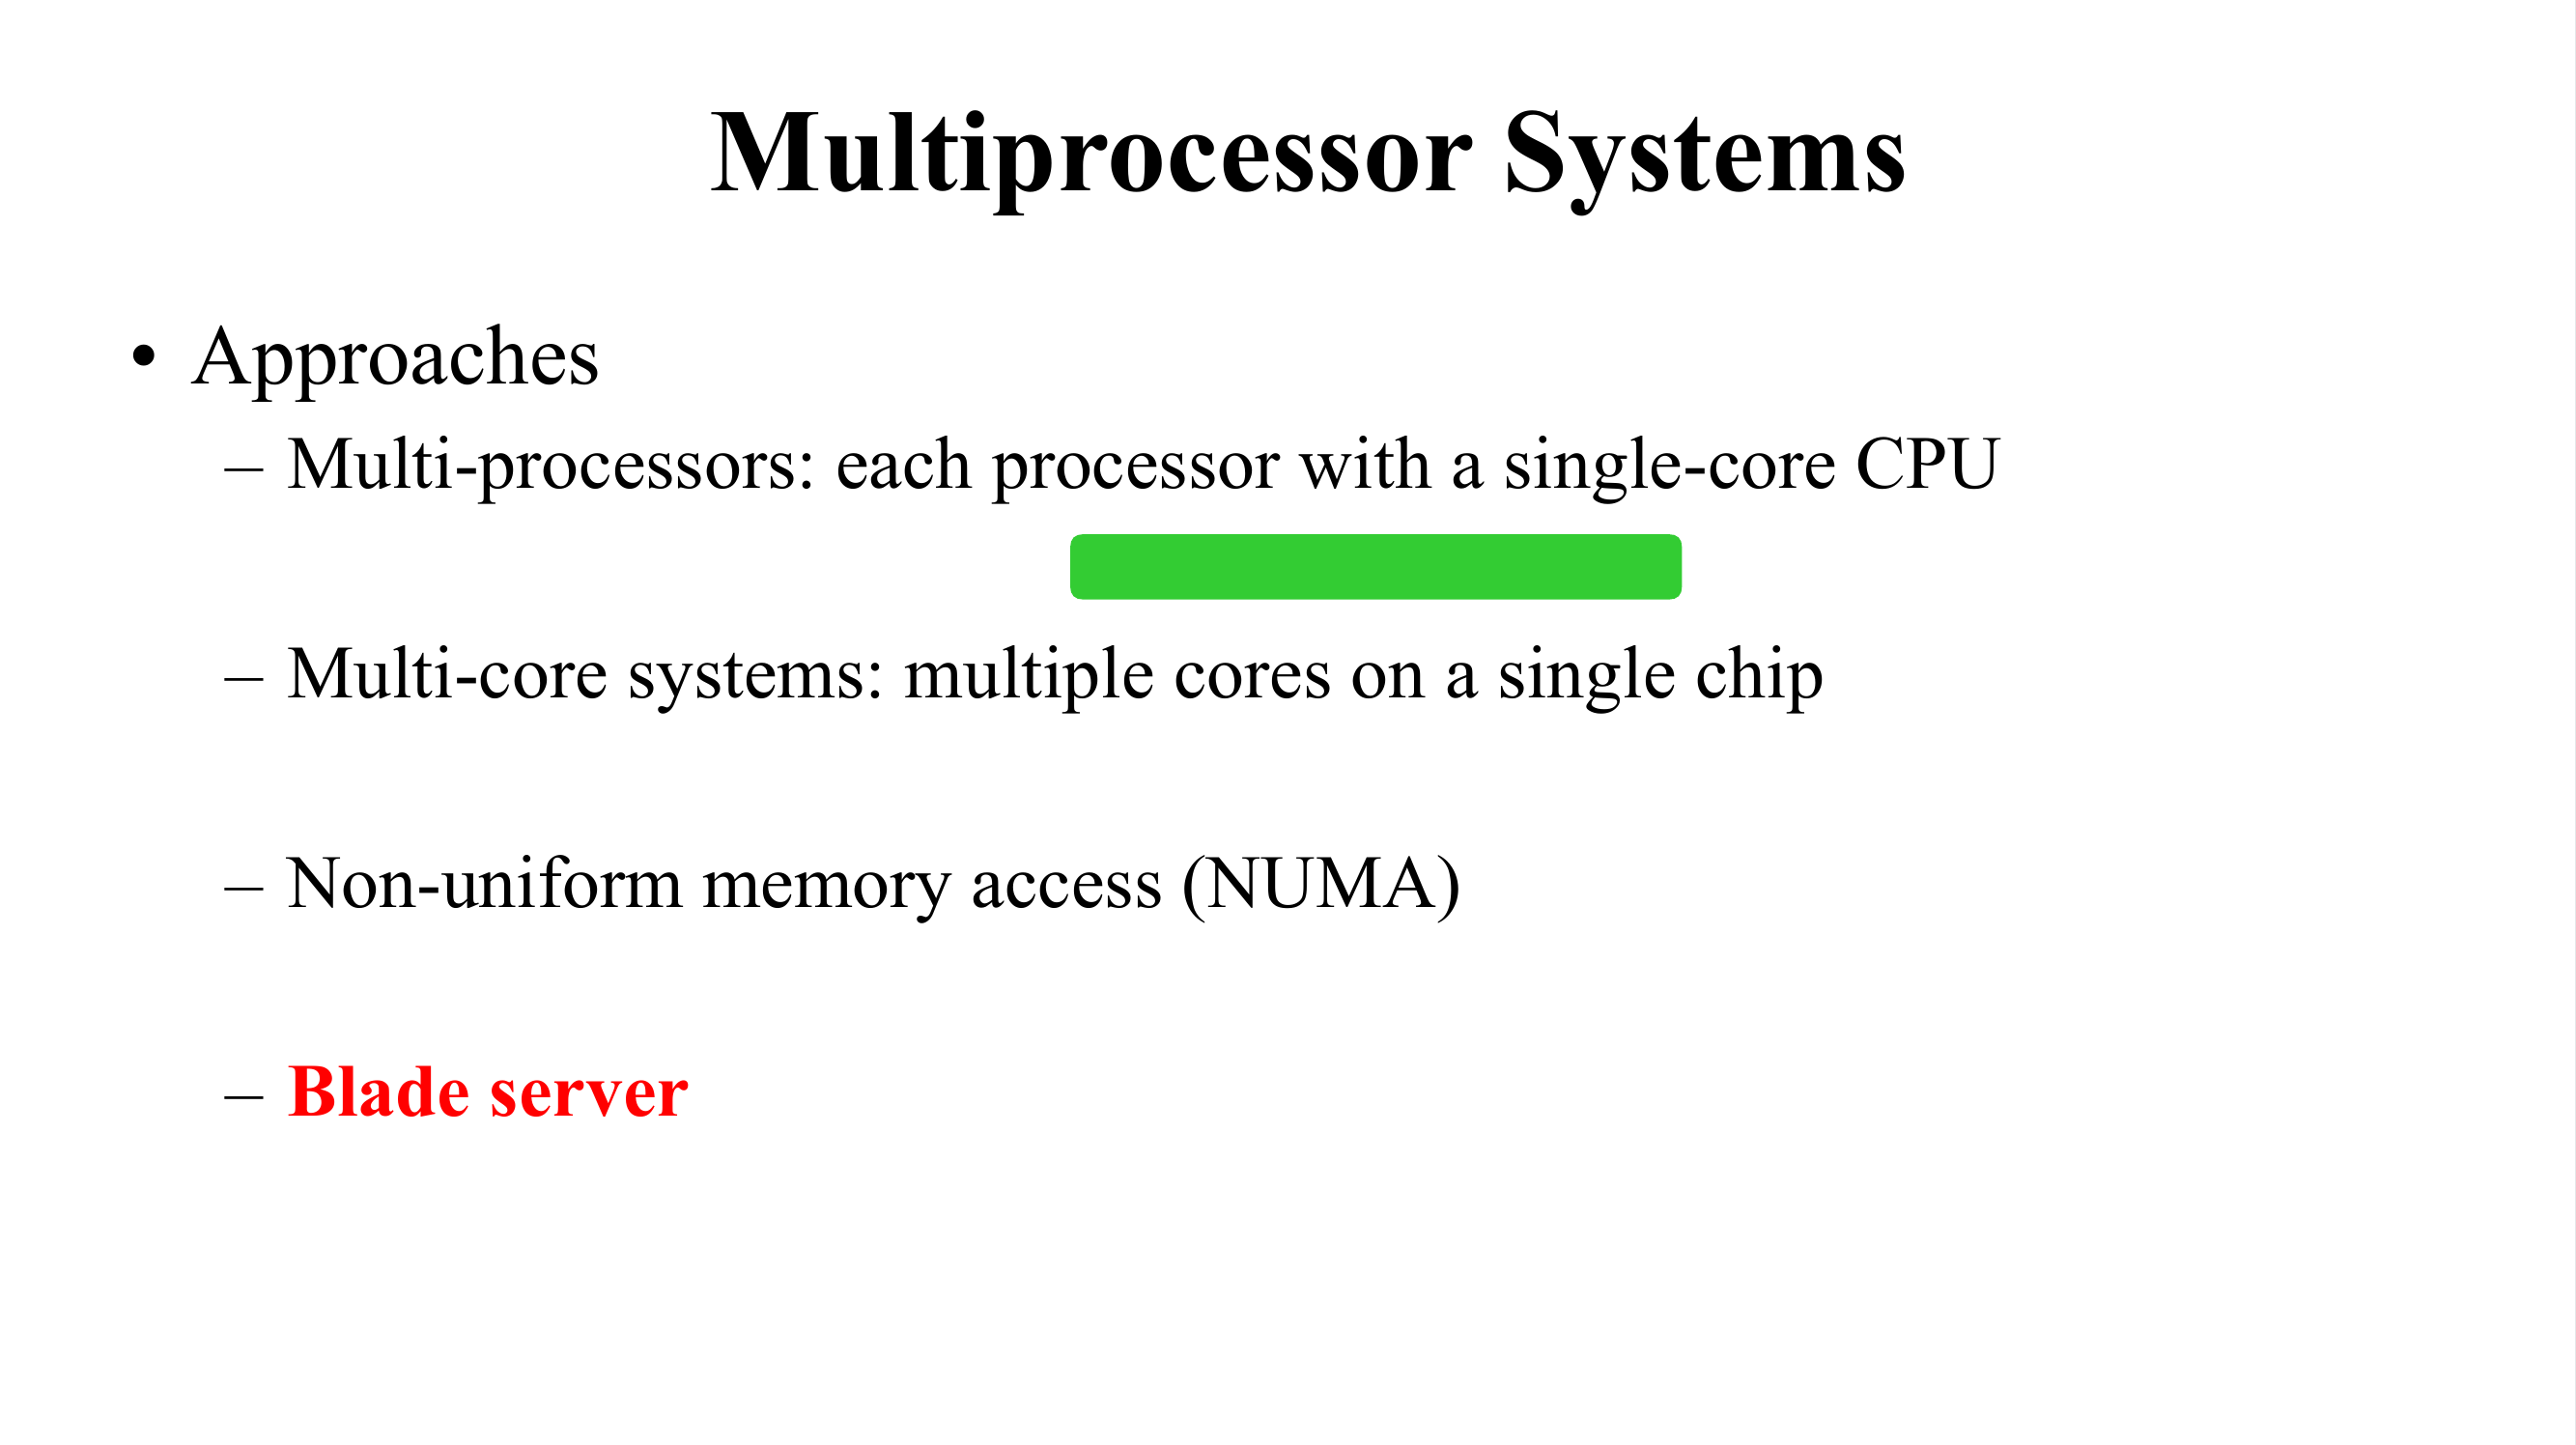 Multiprocessor Systems
• Approaches
– Multi-processors: each processor with a single-core CPU
– Multi-core systems: multiple cores on a single chip
– Non-uniform memory access (NUMA)
– Blade server